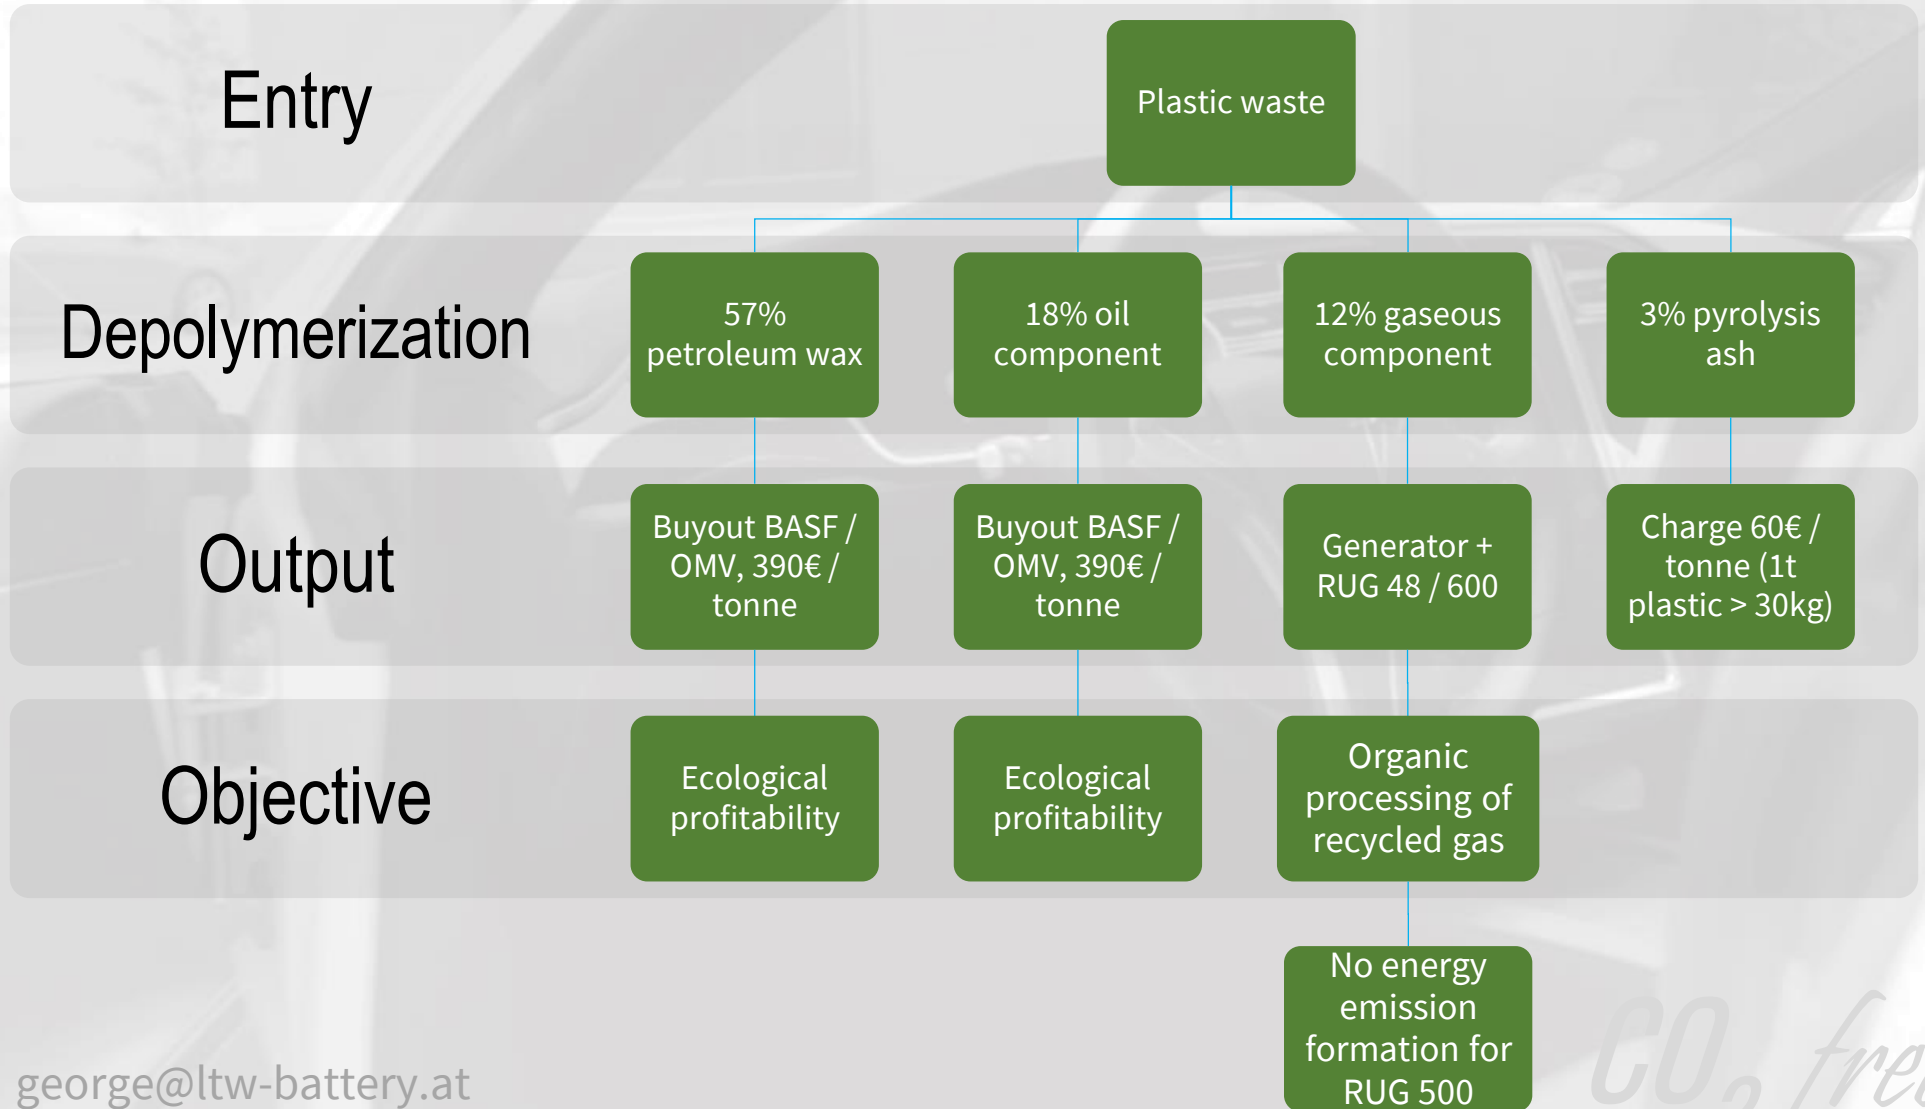 Entry
Plastic waste
Depolymerization
57%
petroleum wax
18% oil
component
12% gaseous
component
3% pyrolysis
ash
Output
Buyout BASF /
OMV, 390€ /
tonne
Buyout BASF /
OMV, 390€ /
tonne
Generator +
RUG 48 / 600
Charge 60€ /
tonne (1t
plastic > 30kg)
Objective
Ecological
profitability
Ecological
profitability
Organic
processing of
recycled gas
No energy
emission
formation for
RUG 500
george@ltw-battery.at
CO2 free